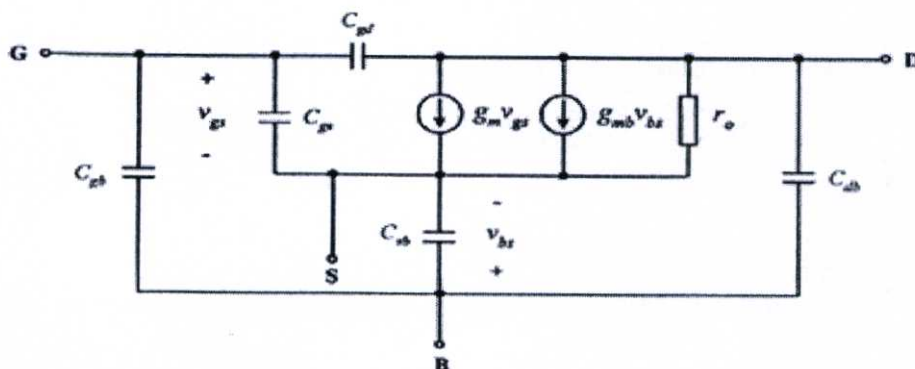 C_gd
G
D
+
v_gs
-
C_gs
g_m v_gs
g_mb v_bs
r_o
C_gb
C_db
S
C_sb
-
v_bs
+
B